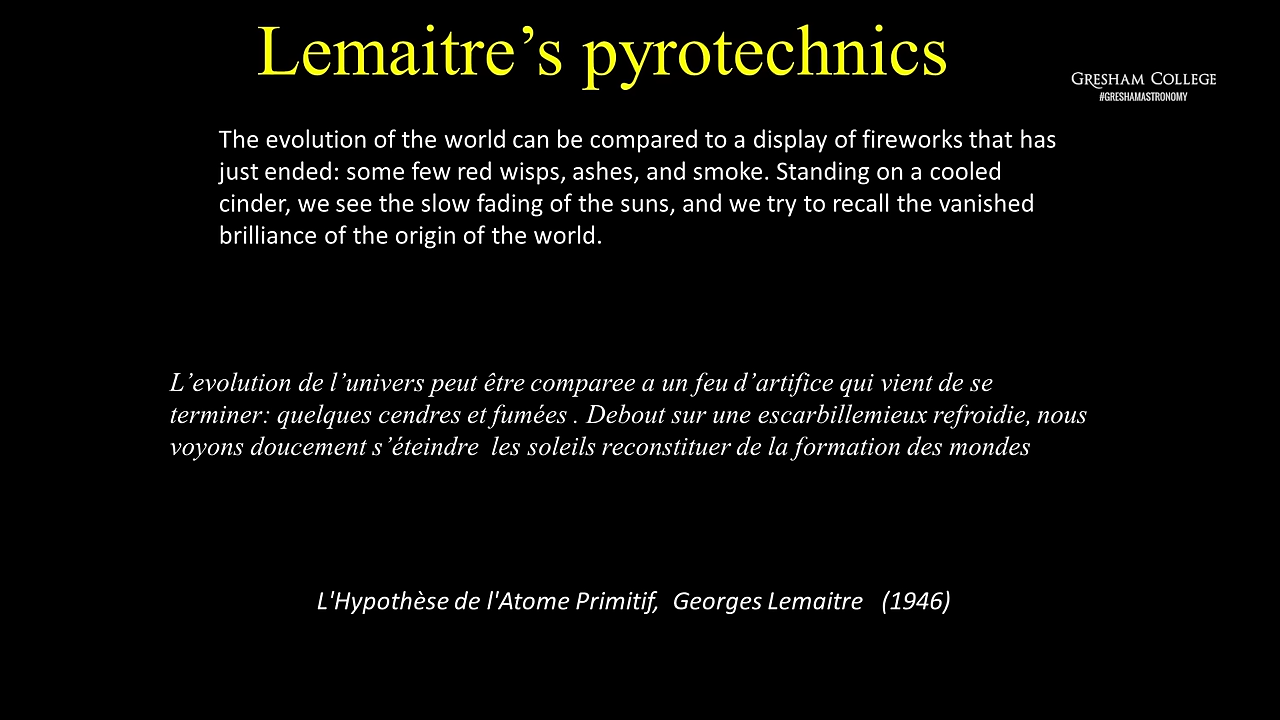 Lemaitre’s pyrotechnics
GRESHAM COLLEGE
#GRESHAMASTRONOMY
The evolution of the world can be compared to a display of fireworks that has
just ended: some few red wisps, ashes, and smoke. Standing on a cooled
cinder, we see the slow fading of the suns, and we try to recall the vanished
brilliance of the origin of the world.
L’evolution de l’univers peut être comparee a un feu d’artifice qui vient de se
terminer: quelques cendres et fumées . Debout sur une escarbillemieux refroidie, nous
voyons doucement s’éteindre les soleils reconstituer de la formation des mondes
L'Hypothèse de l'Atome Primitif, Georges Lemaitre (1946)